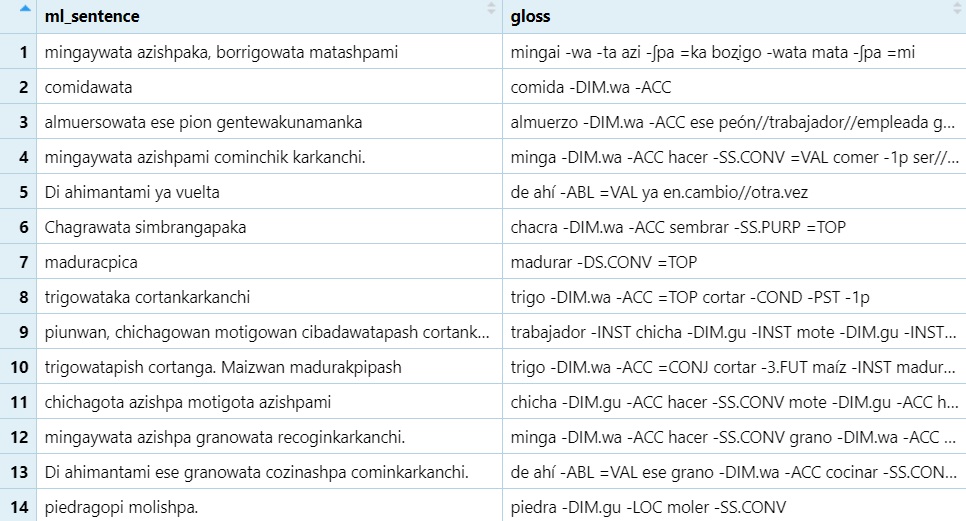 ml_sentence gloss
1 mingaywata azishpaka, borrigowata matashpami mingai -wa -ta azi -ʃpa =ka boʐigo -wata mata -ʃpa =mi
2 comidawata comida -DIM.wa -ACC
3 almuersowata ese pion gentewakunamanka almuerzo -DIM.wa -ACC ese peón//trabajador//empleada g...
4 mingaywata azishpami cominchik karkanchi. minga -DIM.wa -ACC hacer -SS.CONV =VAL comer -1p ser//...
5 Di ahimantami ya vuelta de ahí -ABL =VAL ya en.cambio//otra.vez
6 Chagrawata simbrangapaka chacra -DIM.wa -ACC sembrar -SS.PURP =TOP
7 maduracpica madurar -DS.CONV =TOP
8 trigowataka cortankarkanchi trigo -DIM.wa -ACC =TOP cortar -COND -PST -1p
9 piunwan, chichagowan motigowan cibadawatapash cortank... trabajador -INST chicha -DIM.gu -INST mote -DIM.gu -INST...
10 trigowatapish cortanga. Maizwan madurakpipash trigo -DIM.wa -ACC =CONJ cortar -3.FUT maíz -INST madur...
11 chichagota azishpa motigota azishpami chicha -DIM.gu -ACC hacer -SS.CONV mote -DIM.gu -ACC h...
12 mingaywata azishpa granowata recoginkarkanchi. minga -DIM.wa -ACC hacer -SS.CONV grano -DIM.wa -ACC ...
13 Di ahimantami ese granowata cozinashpa cominkarkanchi. de ahí -ABL =VAL ese grano -DIM.wa -ACC cocinar -SS.CON...
14 piedragopi molishpa. piedra -DIM.gu -LOC moler -SS.CONV